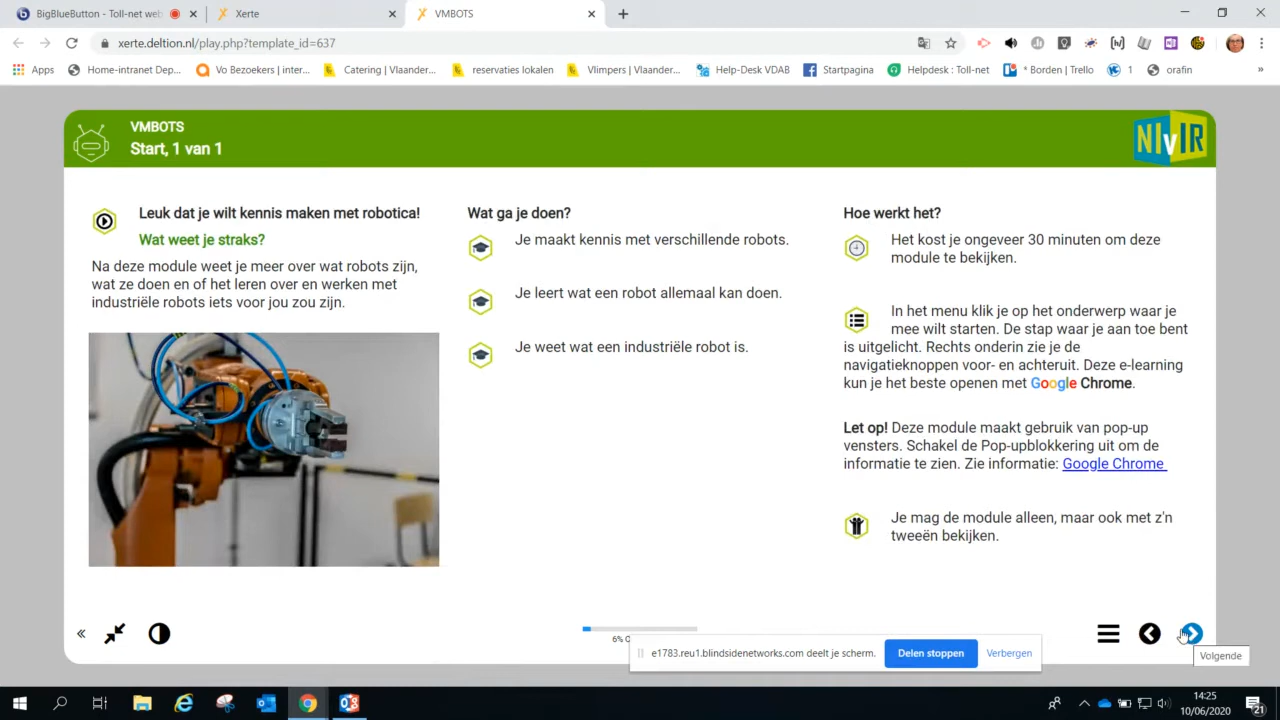 BigBlueButton - Toll-net web
Xerte
VMBOTS
xerte.deltion.nl/play.php?template_id=637
Apps
Home-intranet Dep...
Vo Bezoekers | inter...
Catering | Vlaander...
reservaties lokalen
Vlimpers | Vlaander...
Help-Desk VDAB
Startpagina
Helpdesk : Toll-net
* Borden | Trello
1
orafin
»
VMBOTS
Start, 1 van 1
NIvIR
Leuk dat je wilt kennis maken met robotica!
Wat weet je straks?
Na deze module weet je meer over wat robots zijn,
wat ze doen en of het leren over en werken met
industriële robots iets voor jou zou zijn.
Wat ga je doen?
Je maakt kennis met verschillende robots.
Je leert wat een robot allemaal kan doen.
Je weet wat een industriële robot is.
Hoe werkt het?
Het kost je ongeveer 30 minuten om deze
module te bekijken.
In het menu klik je op het onderwerp waar je
mee wilt starten. De stap waar je aan toe bent
is uitgelicht. Rechts onderin zie je de
navigatieknoppen voor- en achteruit. Deze e-learning
kun je het beste openen met Google Chrome.
Let op! Deze module maakt gebruik van pop-up
vensters. Schakel de Pop-upblokkering uit om de
informatie te zien. Zie informatie: Google Chrome
Je mag de module alleen, maar ook met z'n
tweeën bekijken.
6%
e1783.reu1.blindsidenetworks.com deelt je scherm.
Delen stoppen
Verbergen
Volgende
14:25
10/06/2020
21